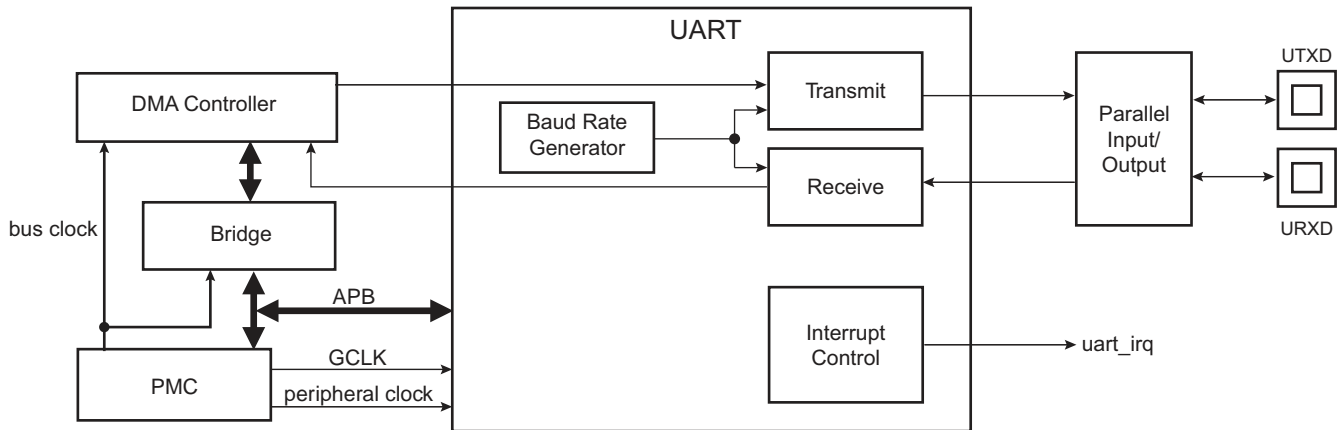 UART
UTXD
DMA Controller
Transmit
Baud Rate
Generator
Parallel
Input/
Output
Receive
bus clock
Bridge
URXD
APB
Interrupt
Control
uart_irq
GCLK
PMC
peripheral clock